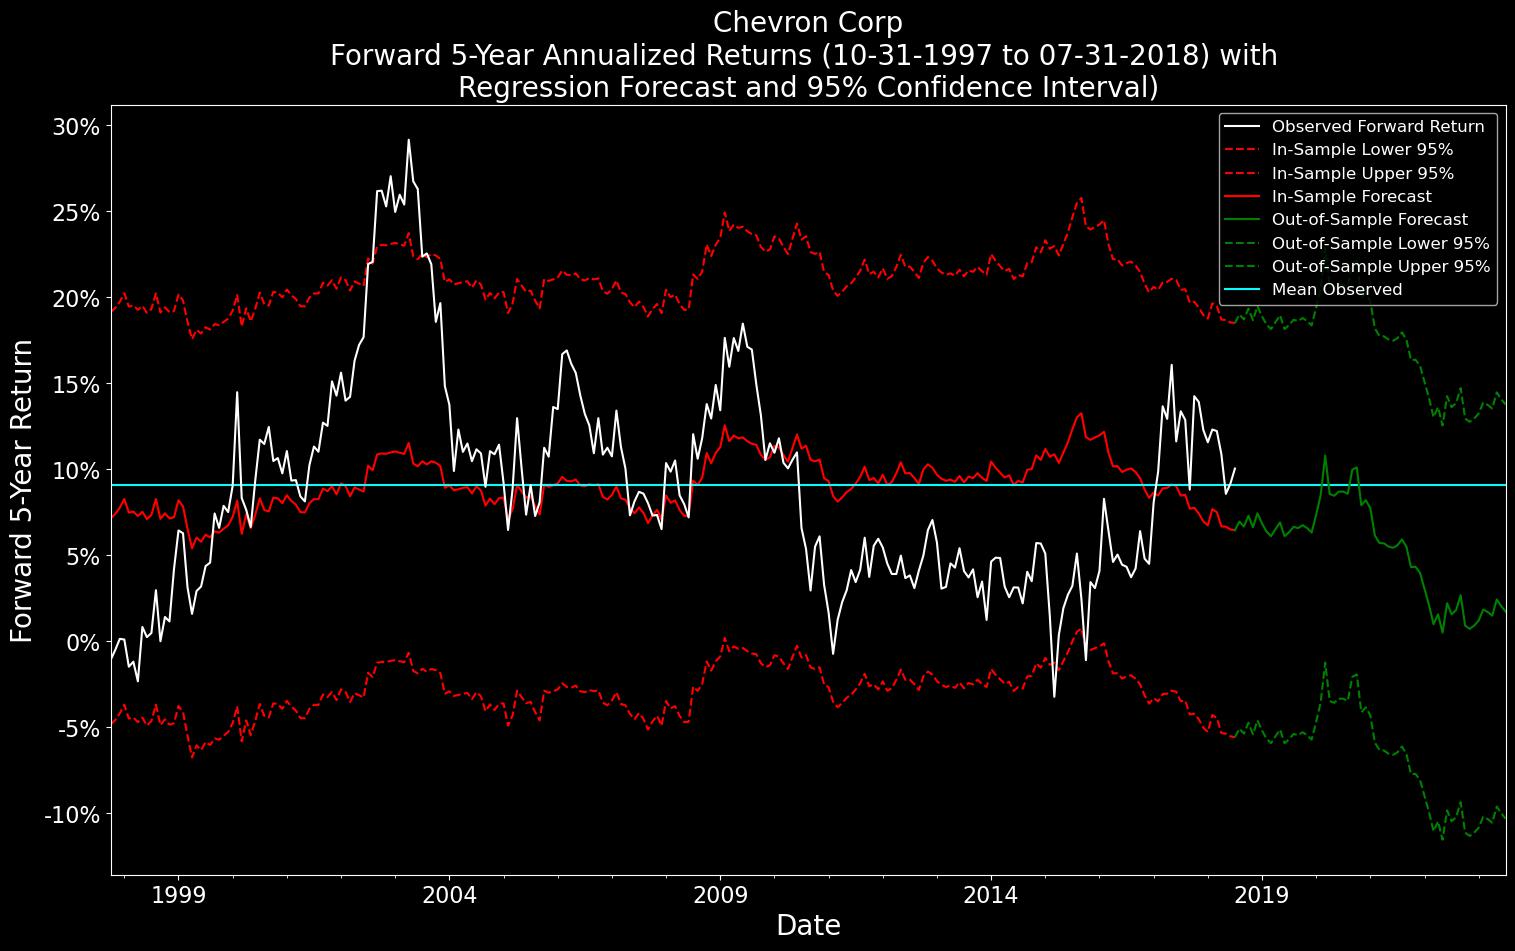 Chevron Corp
Forward 5-Year Annualized Returns (10-31-1997 to 07-31-2018) with
Regression Forecast and 95% Confidence Interval)
Forward 5-Year Return
30%
25%
20%
15%
10%
5%
0%
-5%
-10%
Observed Forward Return
In-Sample Lower 95%
In-Sample Upper 95%
In-Sample Forecast
Out-of-Sample Forecast
Out-of-Sample Lower 95%
Out-of-Sample Upper 95%
Mean Observed
1999
2004
2009
2014
2019
Date